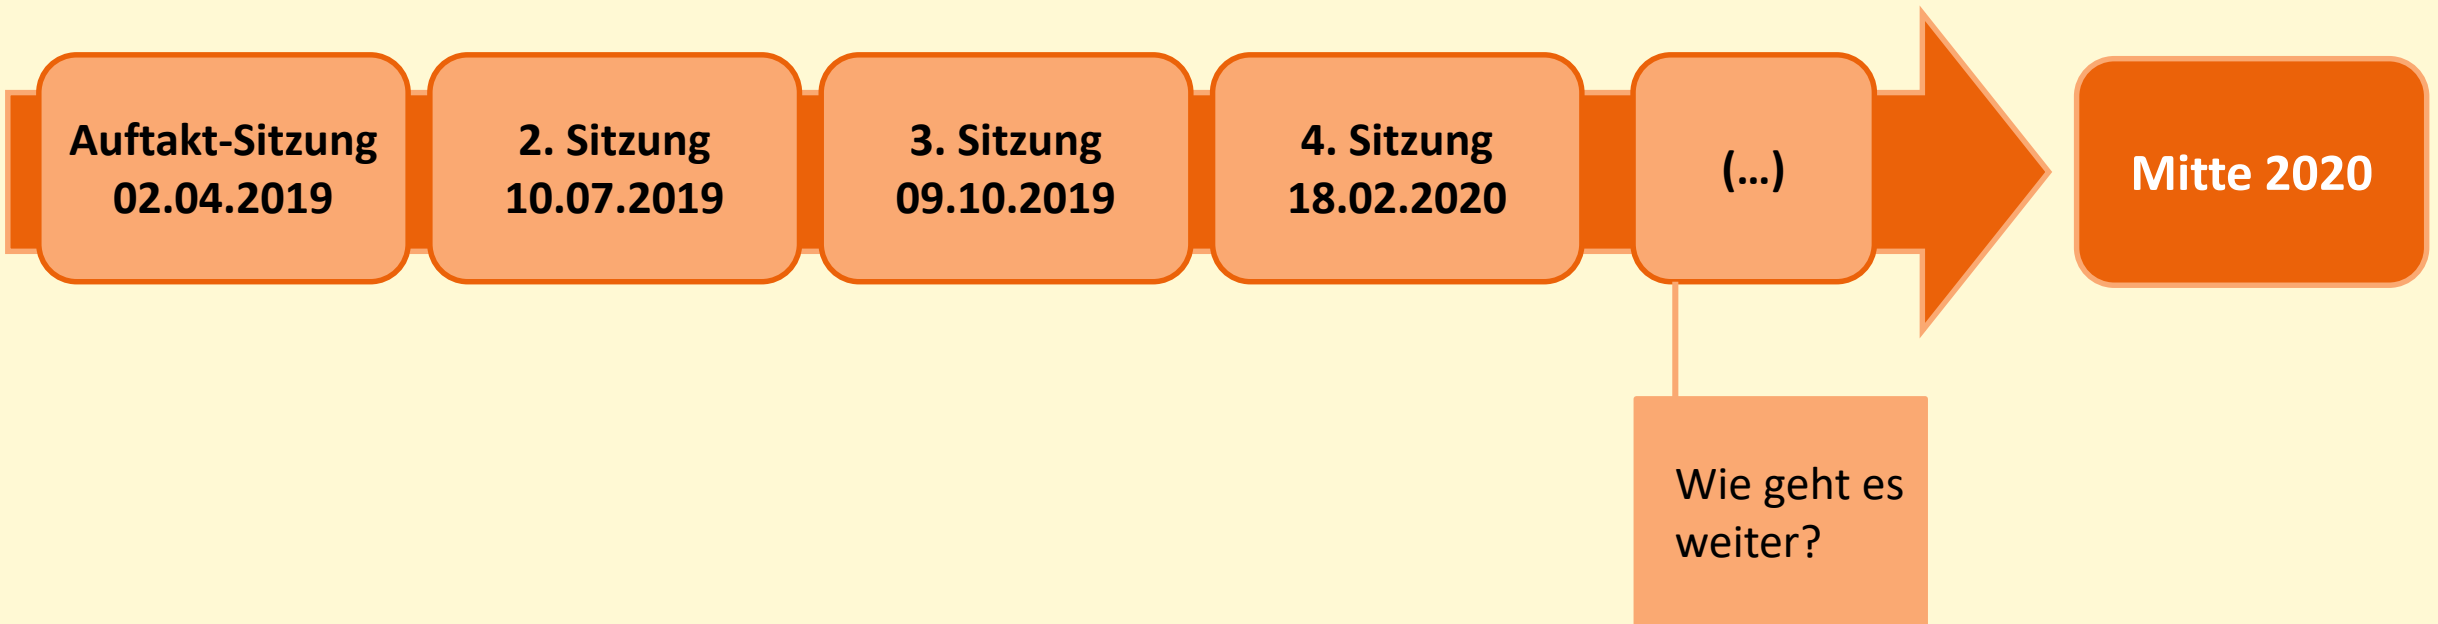 Auftakt-Sitzung
02.04.2019
2. Sitzung
10.07.2019
3. Sitzung
09.10.2019
4. Sitzung
18.02.2020
(...)
Mitte 2020
Wie geht es
weiter?